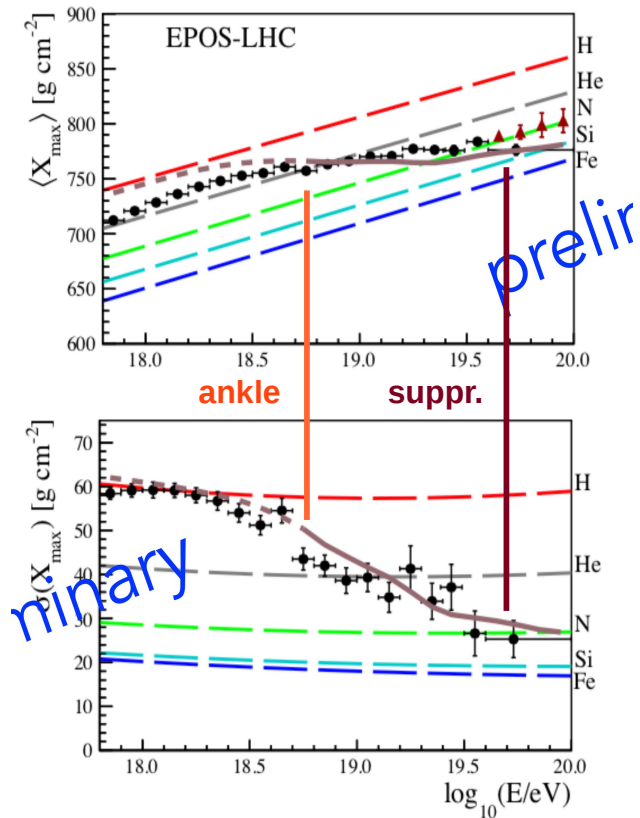 EPOS-LHC
⟨X_max⟩ [g cm⁻²]
900
850
800
750
700
650
600
H
He
N
Si
Fe
18.0 18.5 19.0 19.5 20.0
prelim
ankle suppr.
σ(X_max) [g cm⁻²]
70
60
50
40
30
20
10
0
H
He
N
Si
Fe
minary
18.0 18.5 19.0 19.5 20.0
log₁₀(E/eV)